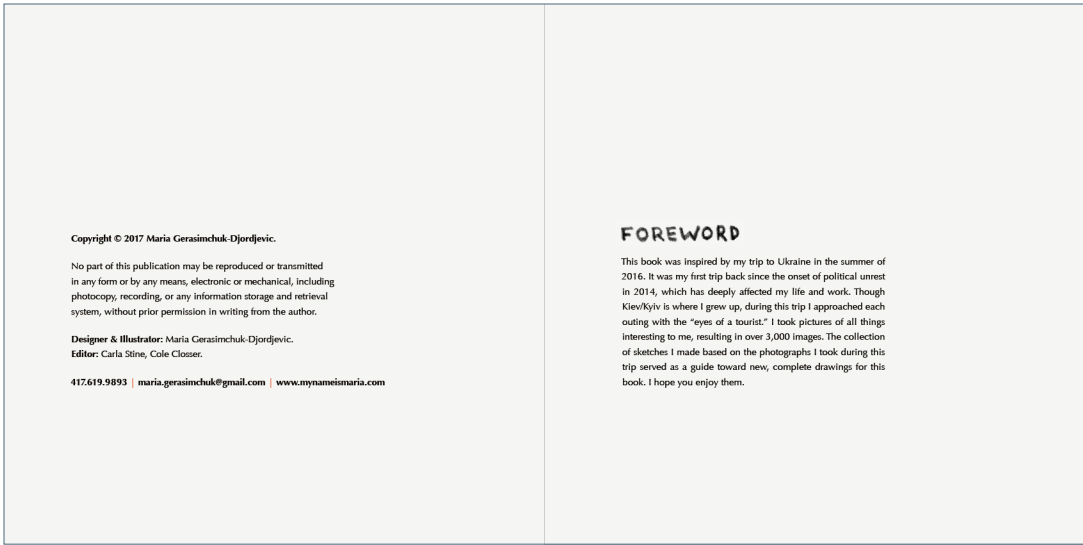 Copyright © 2017 Maria Gerasimchuk-Djordjevic.
No part of this publication may be reproduced or transmitted
in any form or by any means, electronic or mechanical, including
photocopy, recording, or any information storage and retrieval
system, without prior permission in writing from the author.
Designer & Illustrator: Maria Gerasimchuk-Djordjevic.
Editor: Carla Stine, Cole Closser.
417.619.9893 | maria.gerasimchuk@gmail.com | www.mynameismaria.com
FOREWORD
This book was inspired by my trip to Ukraine in the summer of
2016. It was my first trip back since the onset of political unrest
in 2014, which has deeply affected my life and work. Though
Kiev/Kyiv is where I grew up, during this trip I approached each
outing with the “eyes of a tourist.” I took pictures of all things
interesting to me, resulting in over 3,000 images. The collection
of sketches I made based on the photographs I took during this
trip served as a guide toward new, complete drawings for this
book. I hope you enjoy them.